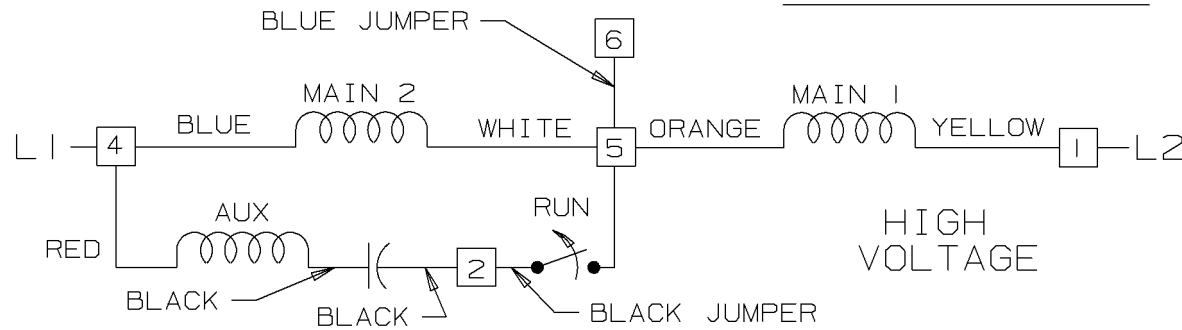 BLUE JUMPER
6
MAIN 2
MAIN 1
L1
4
BLUE
WHITE
5
ORANGE
YELLOW
1
L2
AUX
RUN
HIGH
VOLTAGE
RED
2
BLACK
BLACK
BLACK JUMPER